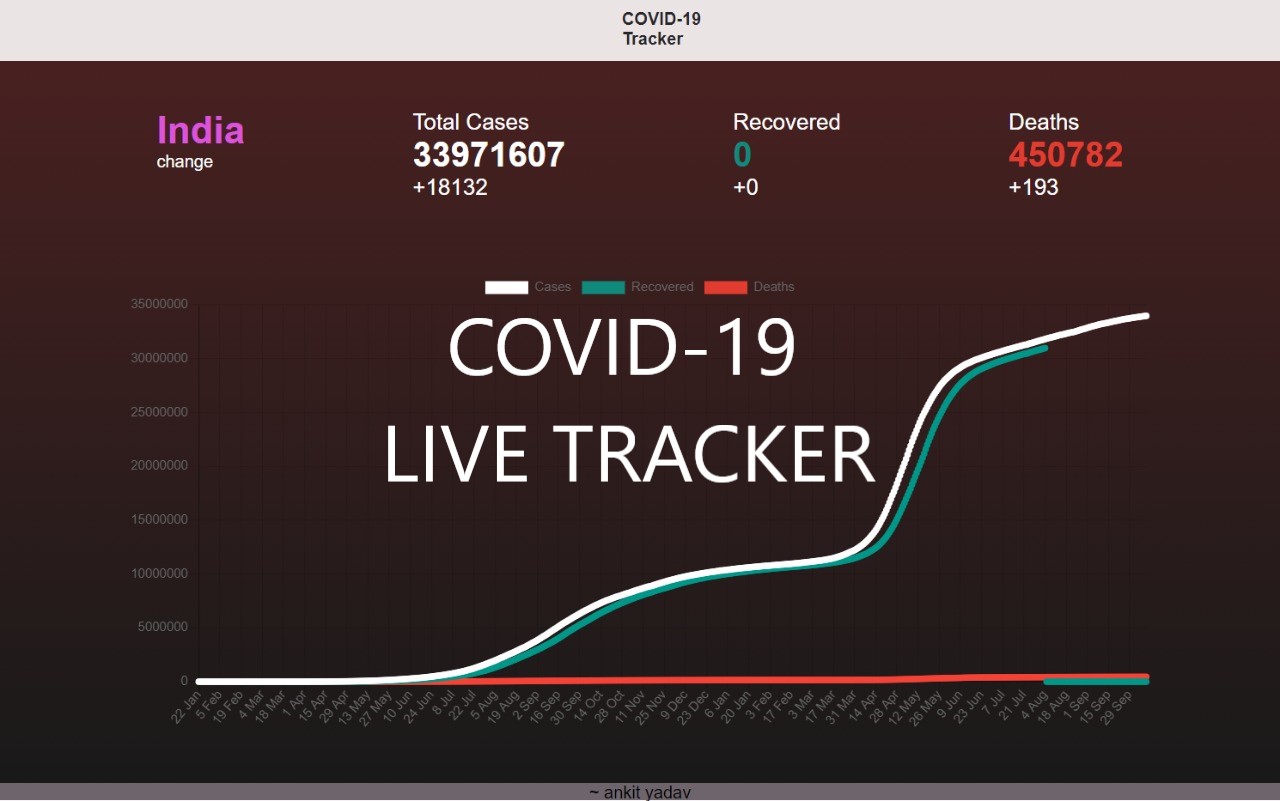 COVID-19
Tracker
India
change
Total Cases
33971607
+18132
Recovered
0
+0
Deaths
450782
+193
Cases Recovered Deaths
COVID-19
LIVE TRACKER
35000000
30000000
25000000
20000000
15000000
10000000
5000000
0
22 Jan 5 Feb 19 Feb 4 Mar 18 Mar 1 Apr 15 Apr 29 Apr 13 May 27 May 10 Jun 24 Jun 8 Jul 22 Jul 5 Aug 19 Aug 2 Sep 16 Sep 30 Sep 14 Oct 28 Oct 11 Nov 25 Nov 9 Dec 23 Dec 6 Jan 20 Jan 3 Feb 17 Feb 3 Mar 17 Mar 31 Mar 14 Apr 28 Apr 12 May 26 May 9 Jun 23 Jun 7 Jul 21 Jul 4 Aug 18 Aug 1 Sep 15 Sep 29 Sep
~ ankit yadav